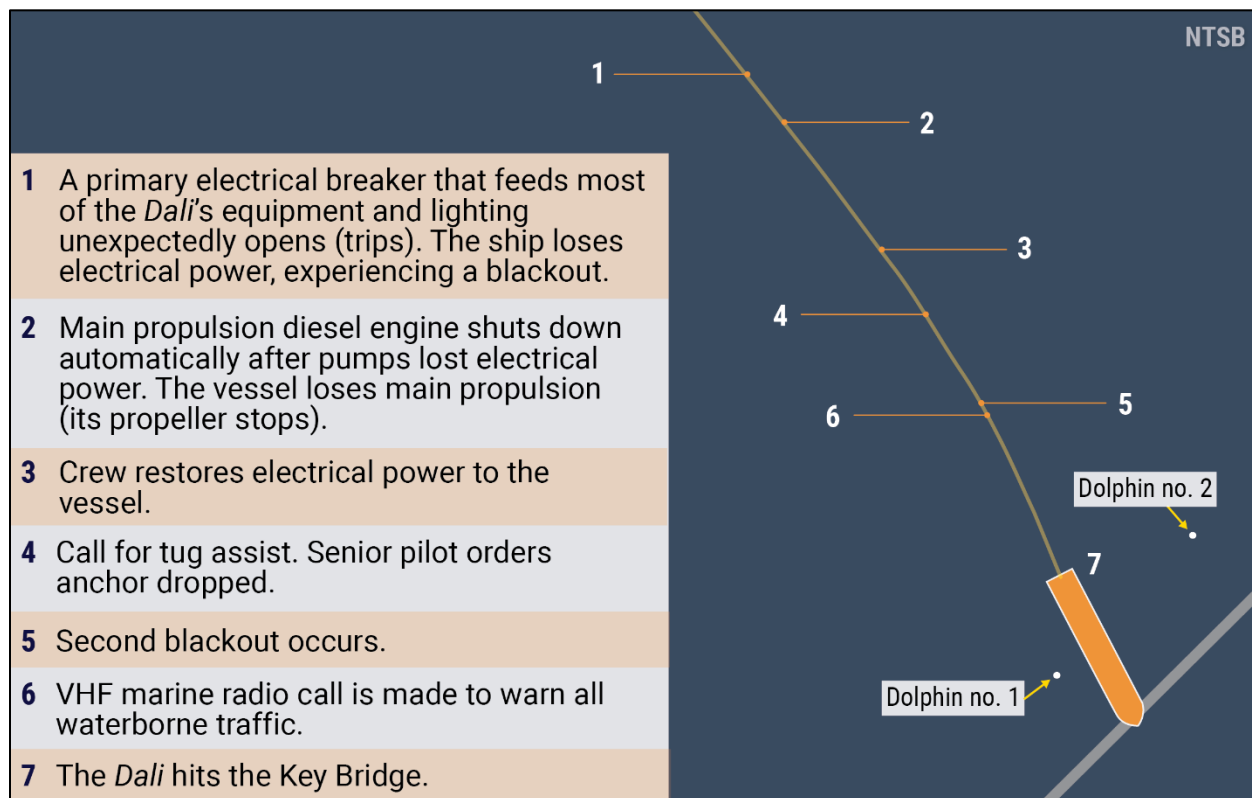 NTSB
1
2
3
4
5
6
7
Dolphin no. 2
Dolphin no. 1
1 A primary electrical breaker that feeds most
of the Dali's equipment and lighting
unexpectedly opens (trips). The ship loses
electrical power, experiencing a blackout.
2 Main propulsion diesel engine shuts down
automatically after pumps lost electrical
power. The vessel loses main propulsion
(its propeller stops).
3 Crew restores electrical power to the
vessel.
4 Call for tug assist. Senior pilot orders
anchor dropped.
5 Second blackout occurs.
6 VHF marine radio call is made to warn all
waterborne traffic.
7 The Dali hits the Key Bridge.